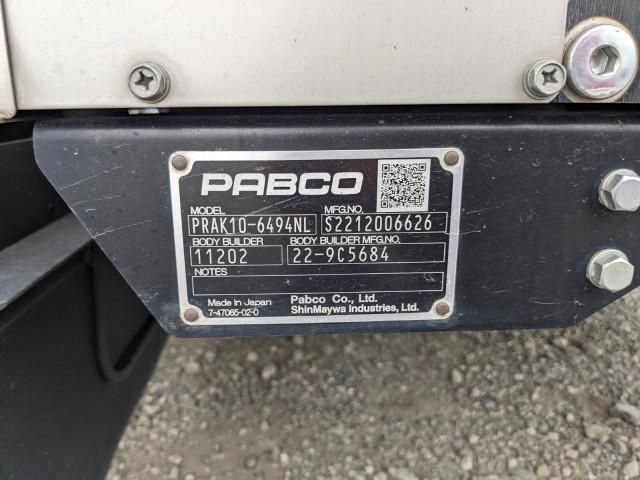 PABCO
MODEL MFG.NO.
PRAK10-6494NL S2212006626
BODY BUILDER BODY BUILDER MFG.NO.
11202 22-9C5684
NOTES
Made in Japan Pabco Co., Ltd.
7-47065-02-0 ShinMaywa Industries, Ltd.